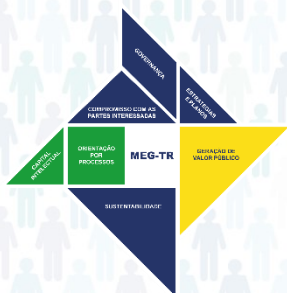 GOVERNANÇA
ESTRATÉGIAS
E PLANOS
COMPROMISSO COM AS
PARTES INTERESSADAS
CAPITAL
INTELECTUAL
ORIENTAÇÃO
POR
PROCESSOS
MEG-TR
GERAÇÃO DE
VALOR PÚBLICO
SUSTENTABILIDADE